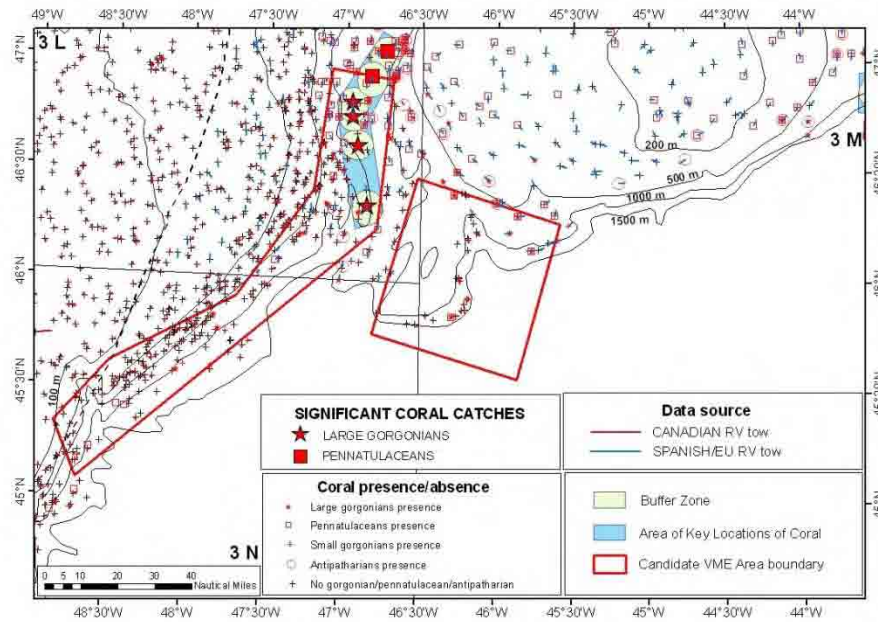 49°W 48°30'W 48°W 47°30'W 47°W 46°30'W 46°W 45°30'W 45°W 44°30'W 44°W
47°N
3 L
47°N
200 m
3 M
46°30'N
500 m
1000 m
1500 m
46°N
45°30'N
100 m
SIGNIFICANT CORAL CATCHES
LARGE GORGONIANS
PENNATULACEANS
Data source
CANADIAN RV tow
SPANISH/EU RV tow
45°N
Coral presence/absence
Large gorgonians presence
Pennatulaceans presence
Small gorgonians presence
Antipatharians presence
No gorgonian/pennatulacean/antipatharian
Buffer Zone
Area of Key Locations of Coral
Candidate VME Area boundary
3 N
0 5 10 20 30 40
Nautical Miles
48°30'W 48°W 47°30'W 47°W 46°30'W 46°W 45°30'W 45°W 44°30'W 44°W